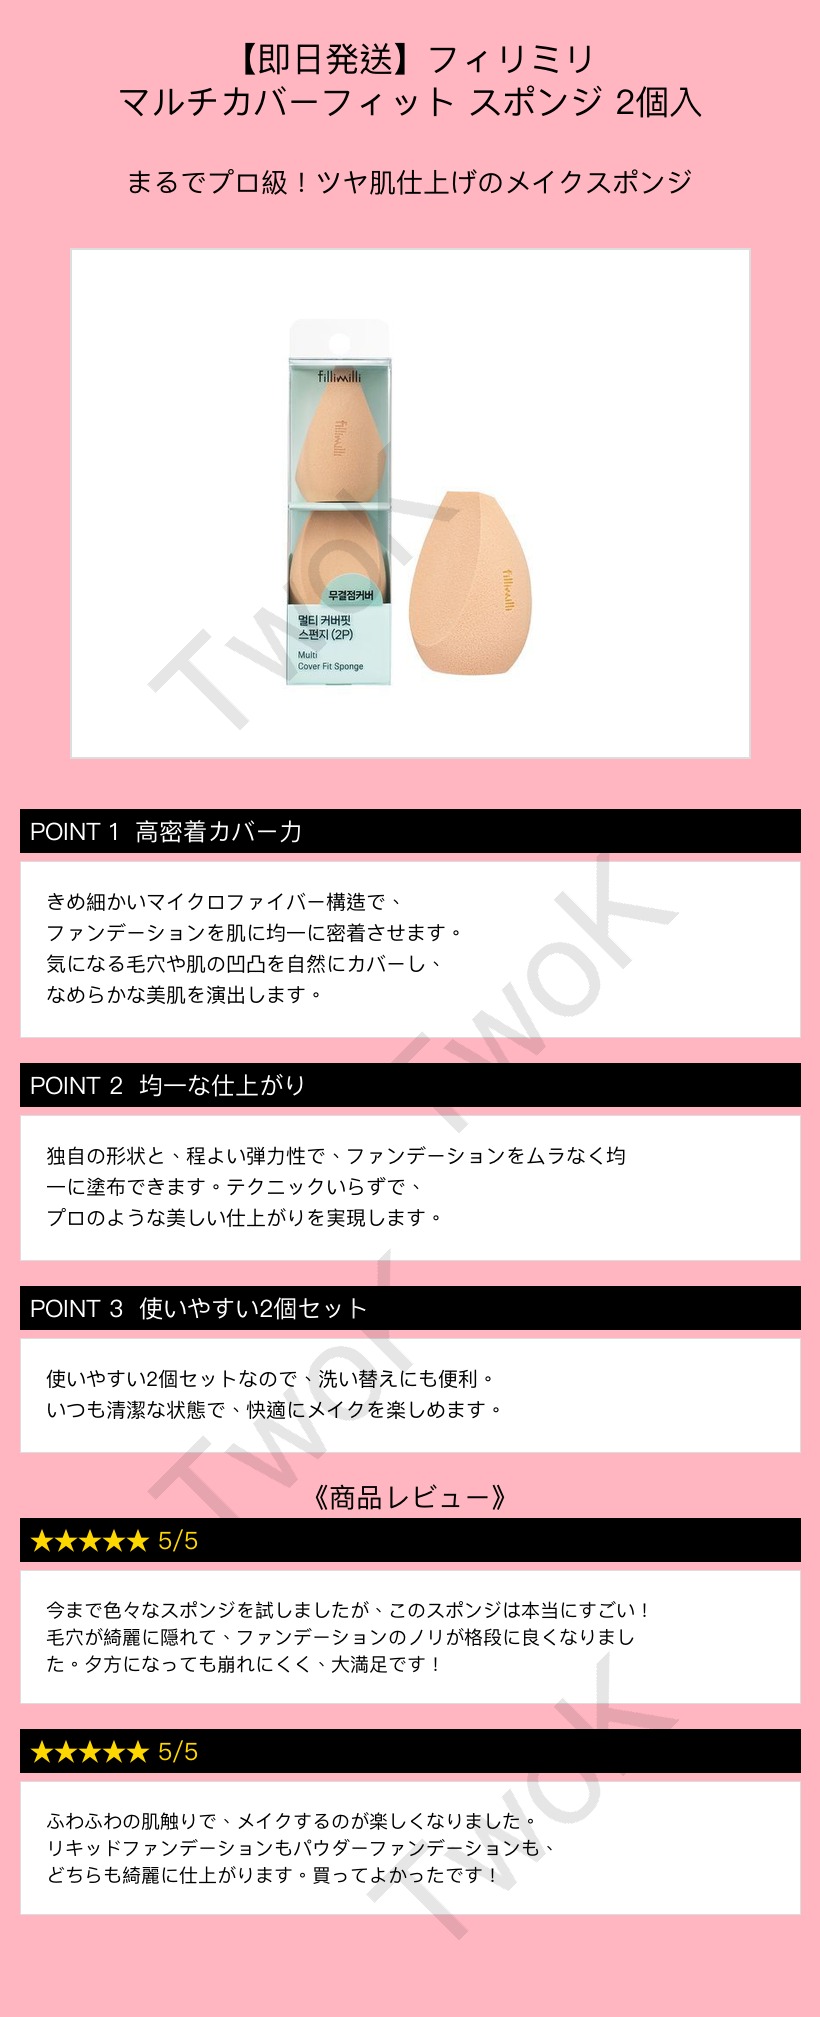 【即日発送】フィリミリ
マルチカバーフィット スポンジ 2個入
まるでプロ級！ツヤ肌仕上げのメイクスポンジ
fillimilli
fillimilli
fillimilli
무결점커버
멀티 커버핏
스펀지 (2P)
Multi
Cover Fit Sponge
TwoK
POINT 1 高密着カバー力
きめ細かいマイクロファイバー構造で、
ファンデーションを肌に均一に密着させます。
気になる毛穴や肌の凹凸を自然にカバーし、
なめらかな美肌を演出します。
TwoK
POINT 2 均一な仕上がり
独自の形状と、程よい弾力性で、ファンデーションをムラなく均
一に塗布できます。テクニックいらずで、
プロのような美しい仕上がりを実現します。
POINT 3 使いやすい2個セット
使いやすい2個セットなので、洗い替えにも便利。
いつも清潔な状態で、快適にメイクを楽しめます。
TwoK
《商品レビュー》
★★★★★ 5/5
今まで色々なスポンジを試しましたが、このスポンジは本当にすごい！
毛穴が綺麗に隠れて、ファンデーションのノリが格段に良くなりまし
た。夕方になっても崩れにくく、大満足です！
★★★★★ 5/5
ふわふわの肌触りで、メイクするのが楽しくなりました。
リキッドファンデーションもパウダーファンデーションも、
どちらも綺麗に仕上がります。買ってよかったです！
TwoK